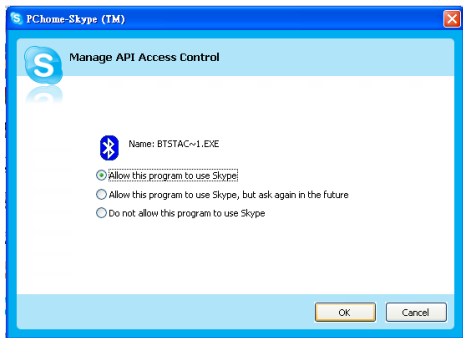 PChome-Skype (TM)
S
Manage API Access Control
Name: BTSTAC~1.EXE
Allow this program to use Skype
Allow this program to use Skype, but ask again in the future
Do not allow this program to use Skype
OK
Cancel